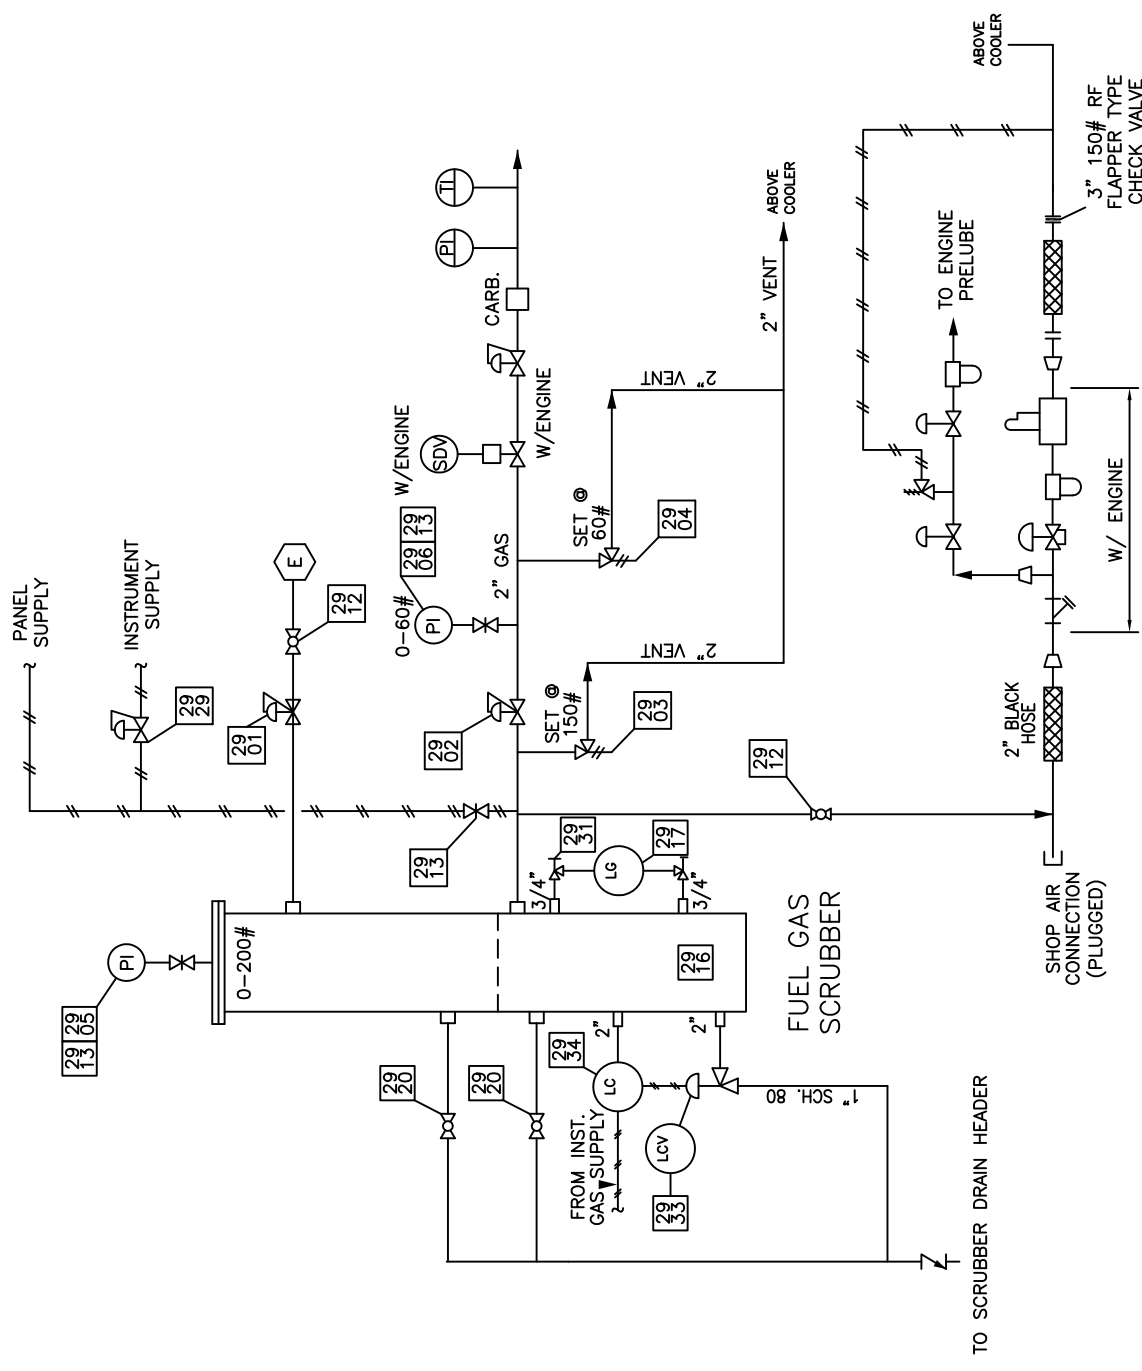 PANEL
SUPPLY
INSTRUMENT
SUPPLY
29
29
29
01
E
29
12
29
13
29
05
29
13
PI
0-200#
29
02
0-60#
29
06
29
13
PI
2" GAS
W/ENGINE
SDV
W/ENGINE
CARB.
PI
TI
SET @
150#
29
03
2" VENT
SET @
60#
29
04
2" VENT
2" VENT
ABOVE
COOLER
29
12
3/4"
29
31
LG
29
17
3/4"
29
16
FUEL GAS
SCRUBBER
29
20
29
20
2"
29
34
LC
2"
FROM INST.
GAS SUPPLY
LCV
29
33
1" SCH. 80
TO SCRUBBER DRAIN HEADER
SHOP AIR
CONNECTION
(PLUGGED)
2" BLACK
HOSE
W/ ENGINE
TO ENGINE
PRELUBE
3" 150# RF
FLAPPER TYPE
CHECK VALVE
ABOVE
COOLER